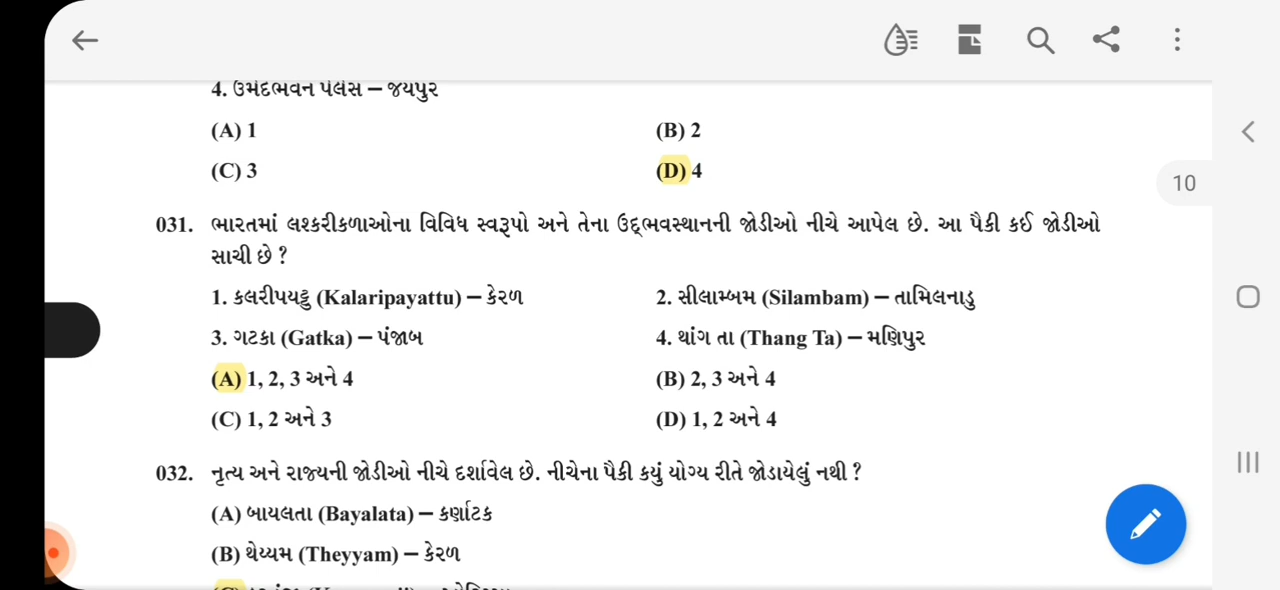 4. ઉમેદભવન પેલેસ – જયપુર
(A) 1 (B) 2
(C) 3 (D) 4
10
031. ભારતમાં લશ્કરીકળાઓના વિવિધ સ્વરૂપો અને તેના ઉદ્ભવસ્થાનની જોડીઓ નીચે આપેલ છે. આ પૈકી કઈ જોડીઓ
સાચી છે ?
1. કલરીપયટ્ટુ (Kalaripayattu) – કેરળ 2. સીલામ્બમ (Silambam) – તામિલનાડુ
3. ગટકા (Gatka) – પંજાબ 4. થાંગ તા (Thang Ta) – મણિપુર
(A) 1, 2, 3 અને 4 (B) 2, 3 અને 4
(C) 1, 2 અને 3 (D) 1, 2 અને 4
032. નૃત્ય અને રાજ્યની જોડીઓ નીચે દર્શાવેલ છે. નીચેના પૈકી કયું યોગ્ય રીતે જોડાયેલું નથી ?
(A) બાયલતા (Bayalata) – કર્ણાટક
(B) થેય્યમ (Theyyam) – કેરળ
(C)